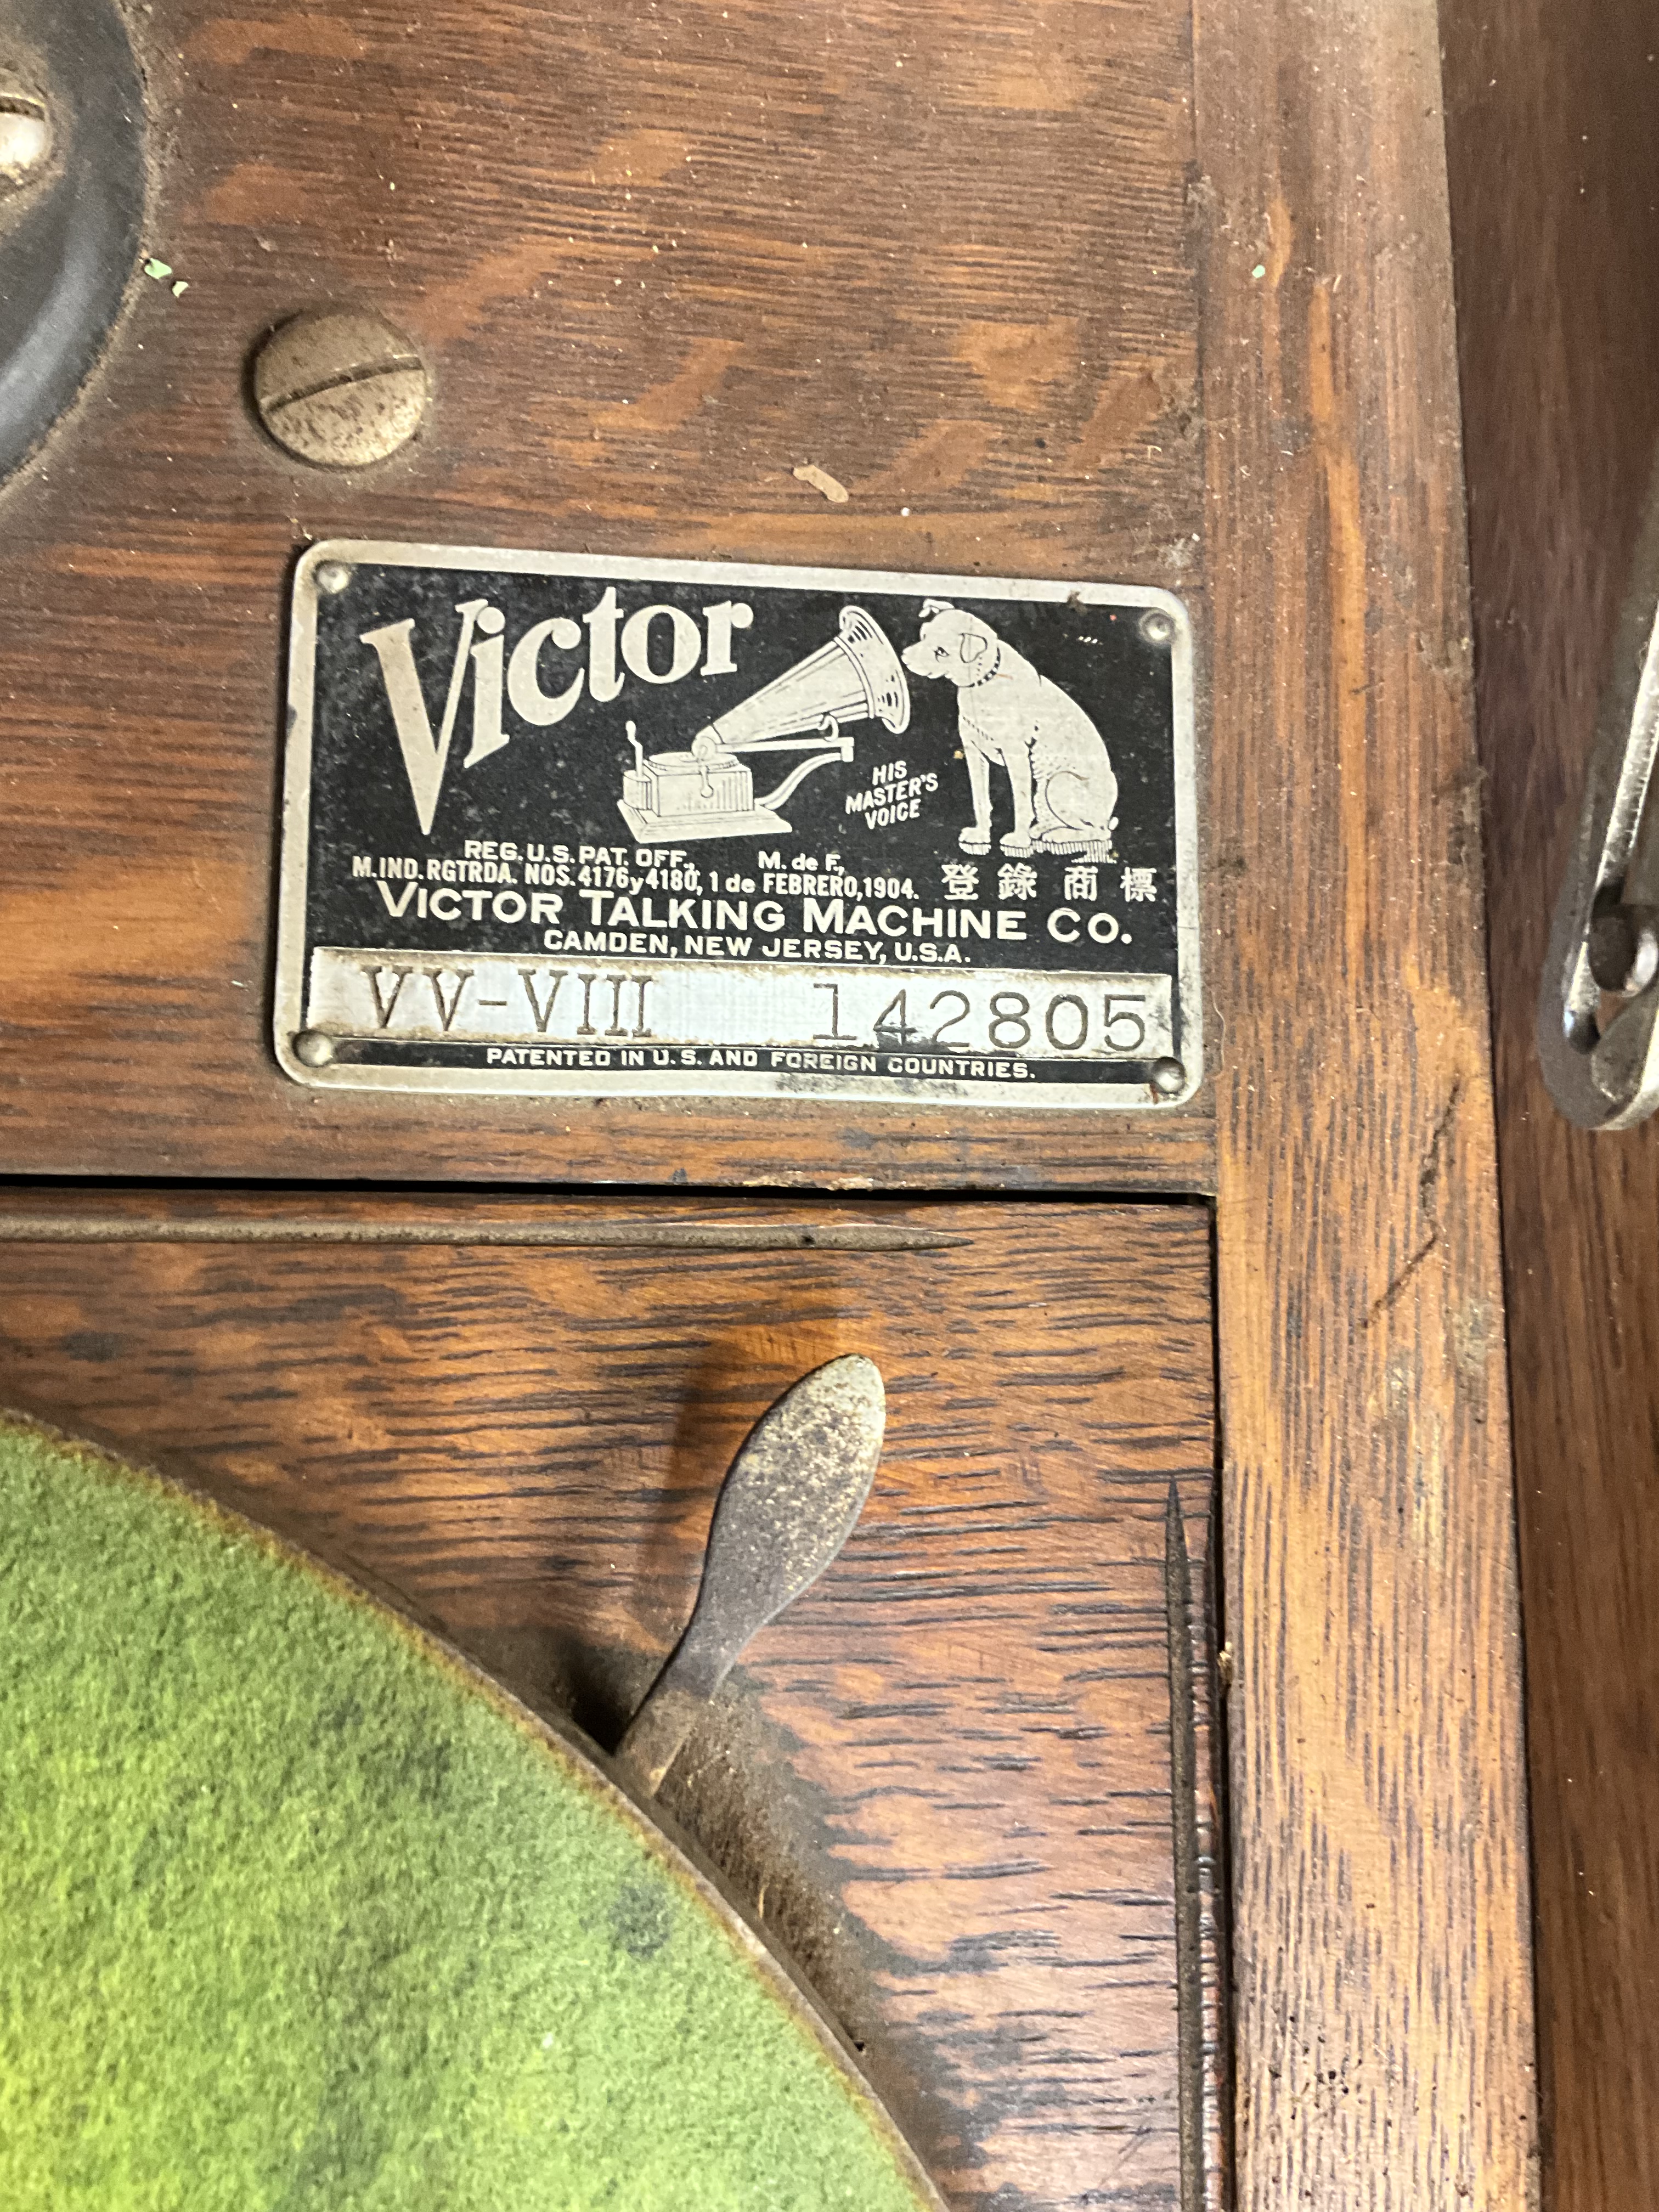 Victor
HIS
MASTER'S
VOICE
REG. U.S. PAT. OFF., M. de F.,
M.IND. RGTRDA. NOS. 4176 y 4180, 1 de FEBRERO, 1904. 登錄商標
VICTOR TALKING MACHINE CO.
CAMDEN, NEW JERSEY, U.S.A.
VV-VIII 142805
PATENTED IN U.S. AND FOREIGN COUNTRIES.